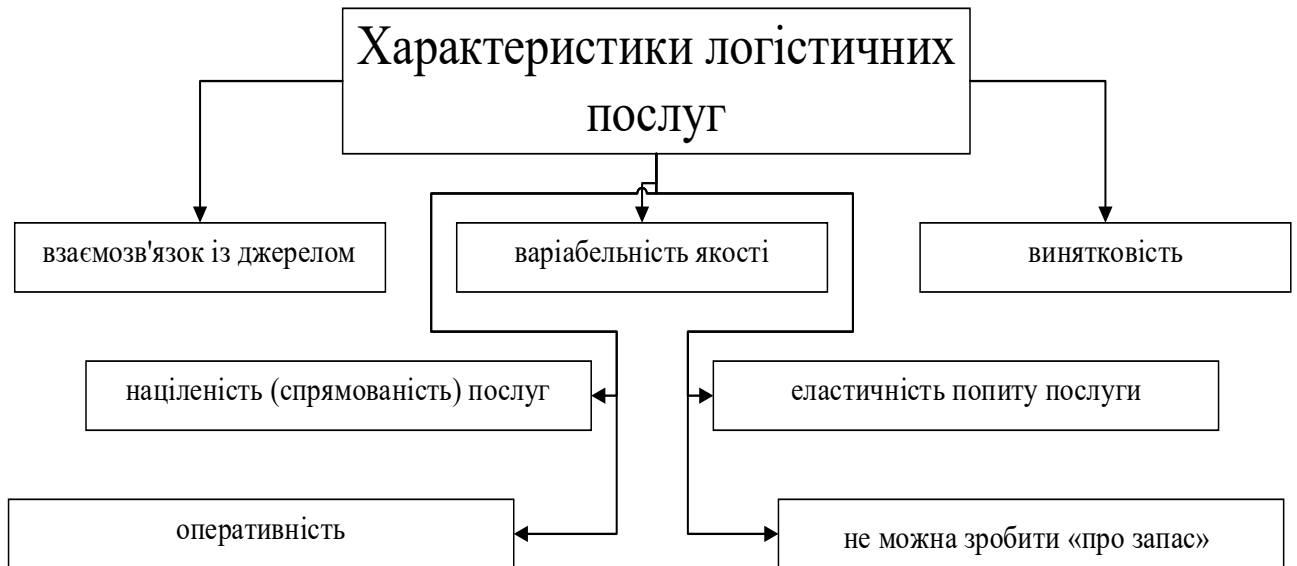 Характеристики логістичних
послуг
взаємозв'язок із джерелом
варіабельність якості
винятковість
націленість (спрямованість) послуг
еластичність попиту послуги
оперативність
не можна зробити «про запас»